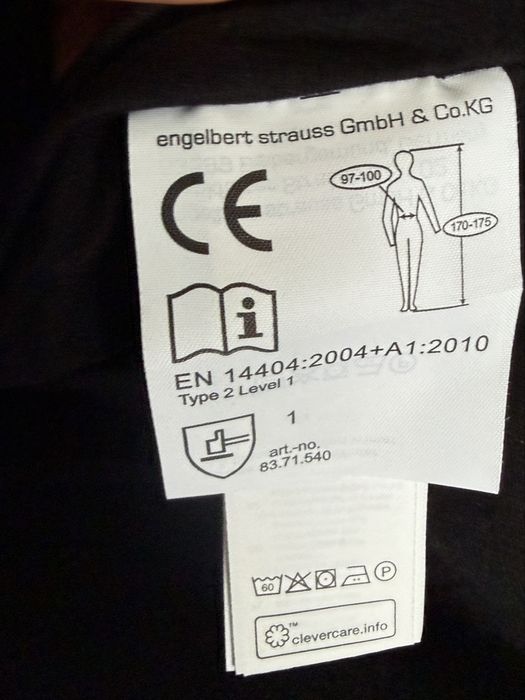 engelbert strauss GmbH & Co.KG
CE
97-100
170-175
i
EN 14404:2004+A1:2010
Type 2 Level 1
1
art.-no.
83.71.540
60
P
™
clevercare.info